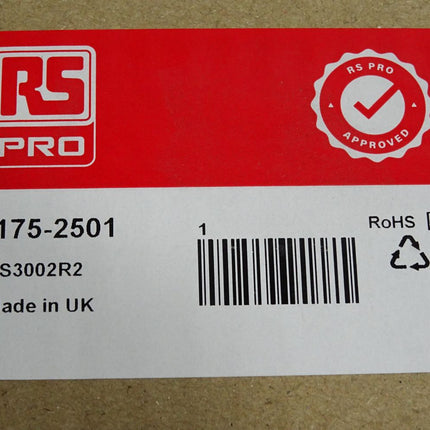 RS
PRO
RS PRO
APPROVED
175-2501
1
RoHS
S3002R2
ade in UK